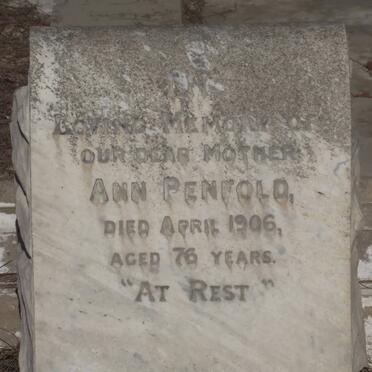 IN
LOVING MEMORY OF
OUR DEAR MOTHER
ANN PENFOLD,
DIED APRIL 1906,
AGED 76 YEARS.
"AT REST"